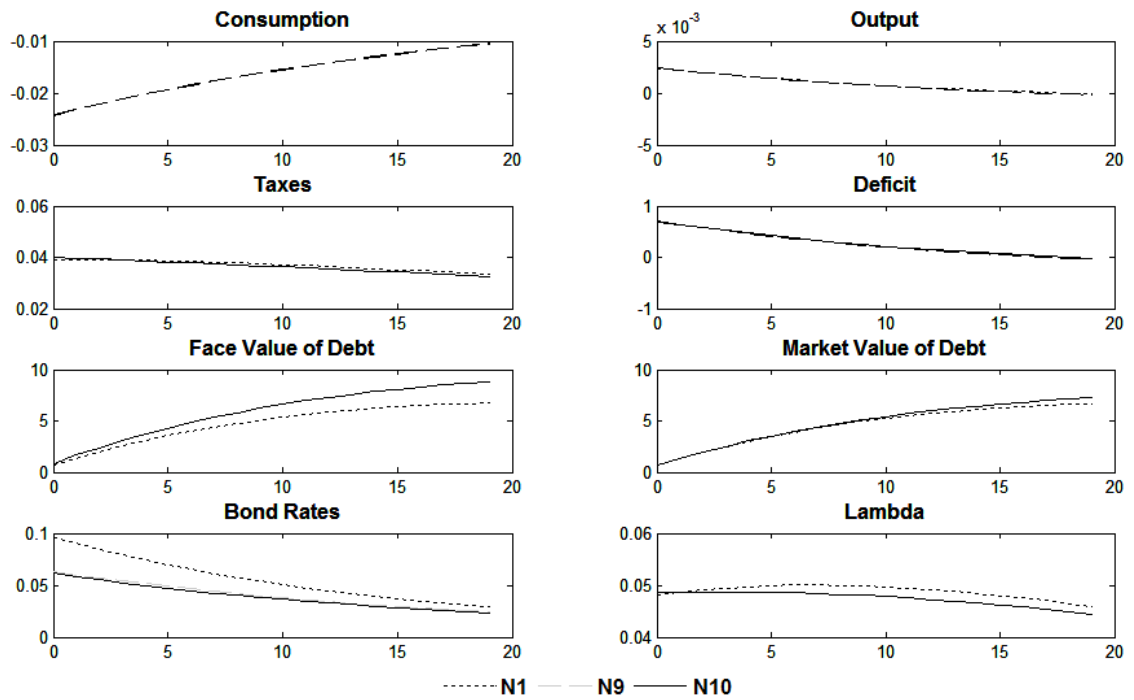 Consumption
-0.01
-0.02
-0.03
0 5 10 15 20
Output
x 10^-3
5
0
-5
0 5 10 15 20
Taxes
0.06
0.04
0.02
0 5 10 15 20
Deficit
1
0
-1
0 5 10 15 20
Face Value of Debt
10
5
0
0 5 10 15 20
Market Value of Debt
10
5
0
0 5 10 15 20
Bond Rates
0.1
0.05
0
0 5 10 15 20
Lambda
0.06
0.05
0.04
0 5 10 15 20
N1 N9 N10